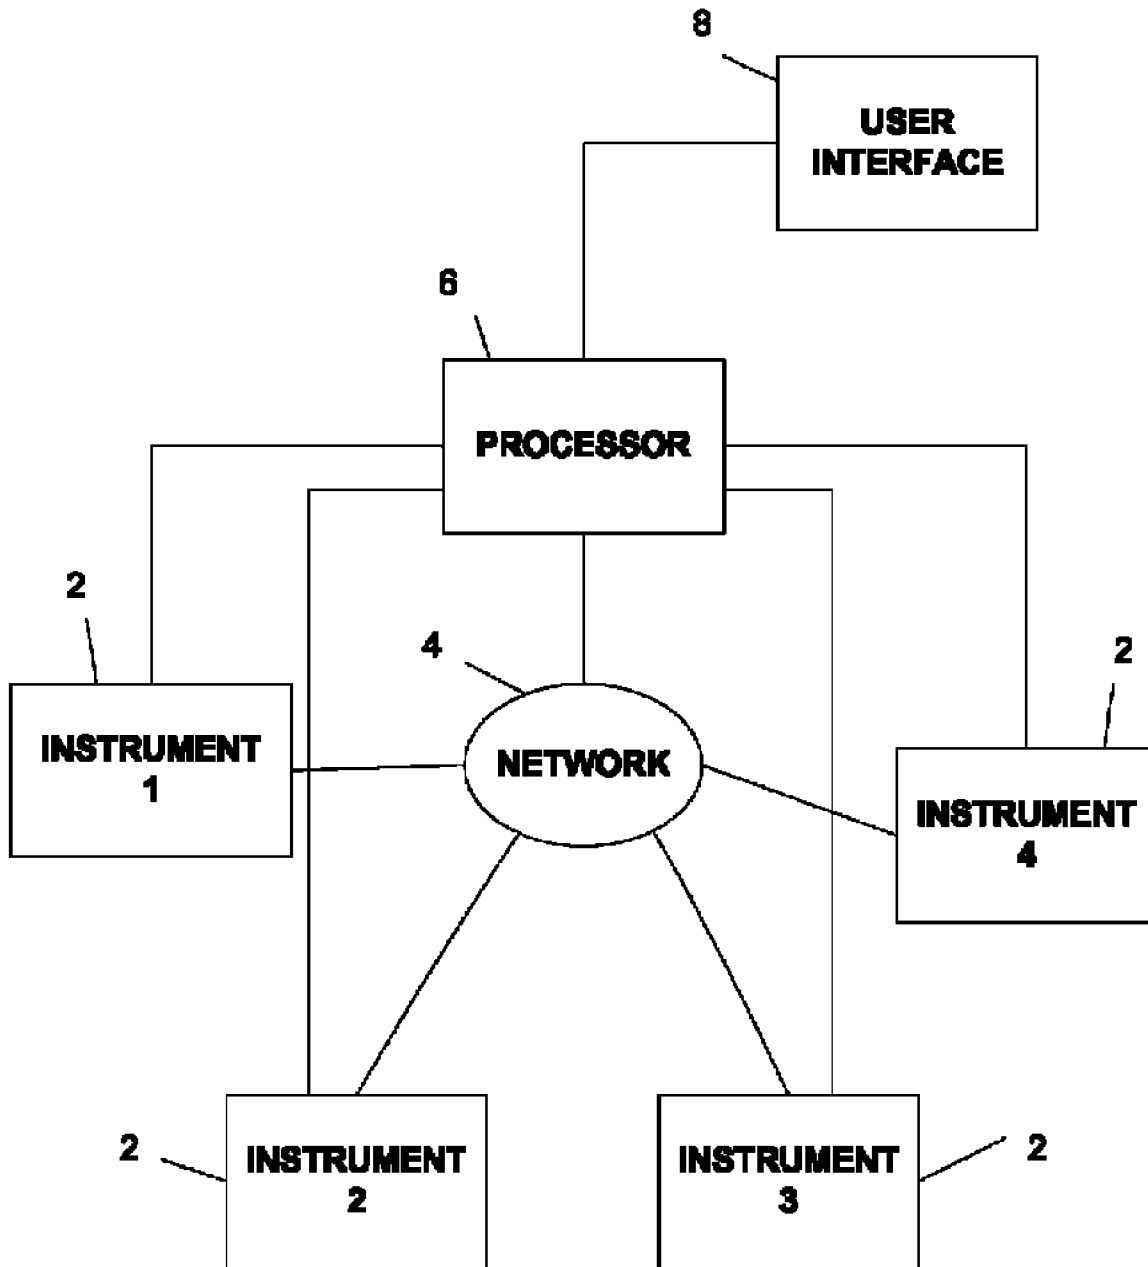 8
USER
INTERFACE
6
PROCESSOR
2
4
2
INSTRUMENT
1
NETWORK
INSTRUMENT
4
2
INSTRUMENT
2
INSTRUMENT
3
2